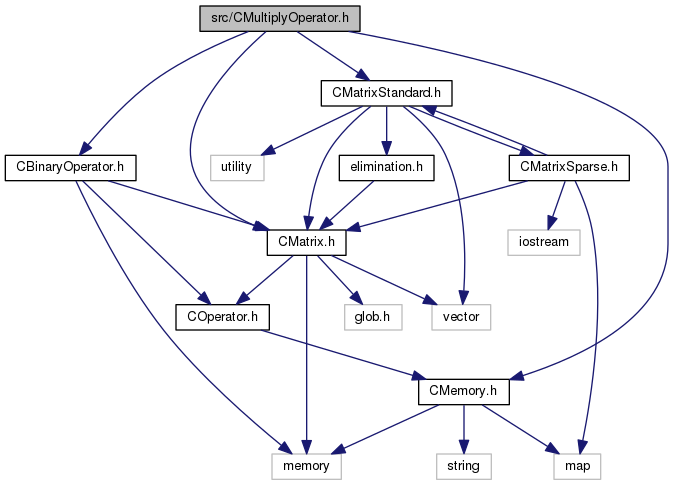 src/CMultiplyOperator.h
CMatrixStandard.h
CBinaryOperator.h
utility
elimination.h
CMatrixSparse.h
CMatrix.h
iostream
COperator.h
glob.h
vector
CMemory.h
memory
string
map